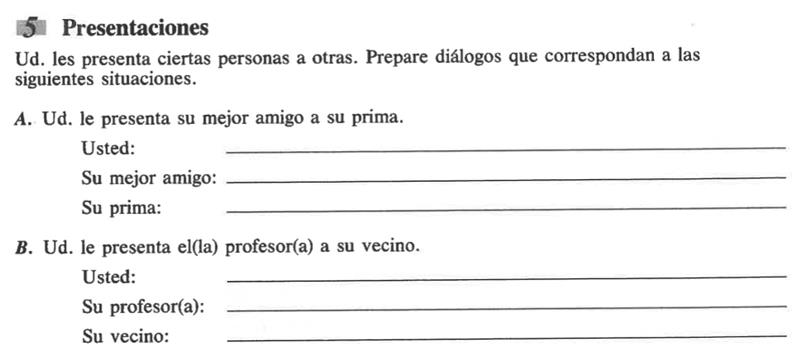 5 Presentaciones
Ud. les presenta ciertas personas a otras. Prepare diálogos que correspondan a las
siguientes situaciones.
A. Ud. le presenta su mejor amigo a su prima.
Usted:
Su mejor amigo:
Su prima:
B. Ud. le presenta el(la) profesor(a) a su vecino.
Usted:
Su profesor(a):
Su vecino: